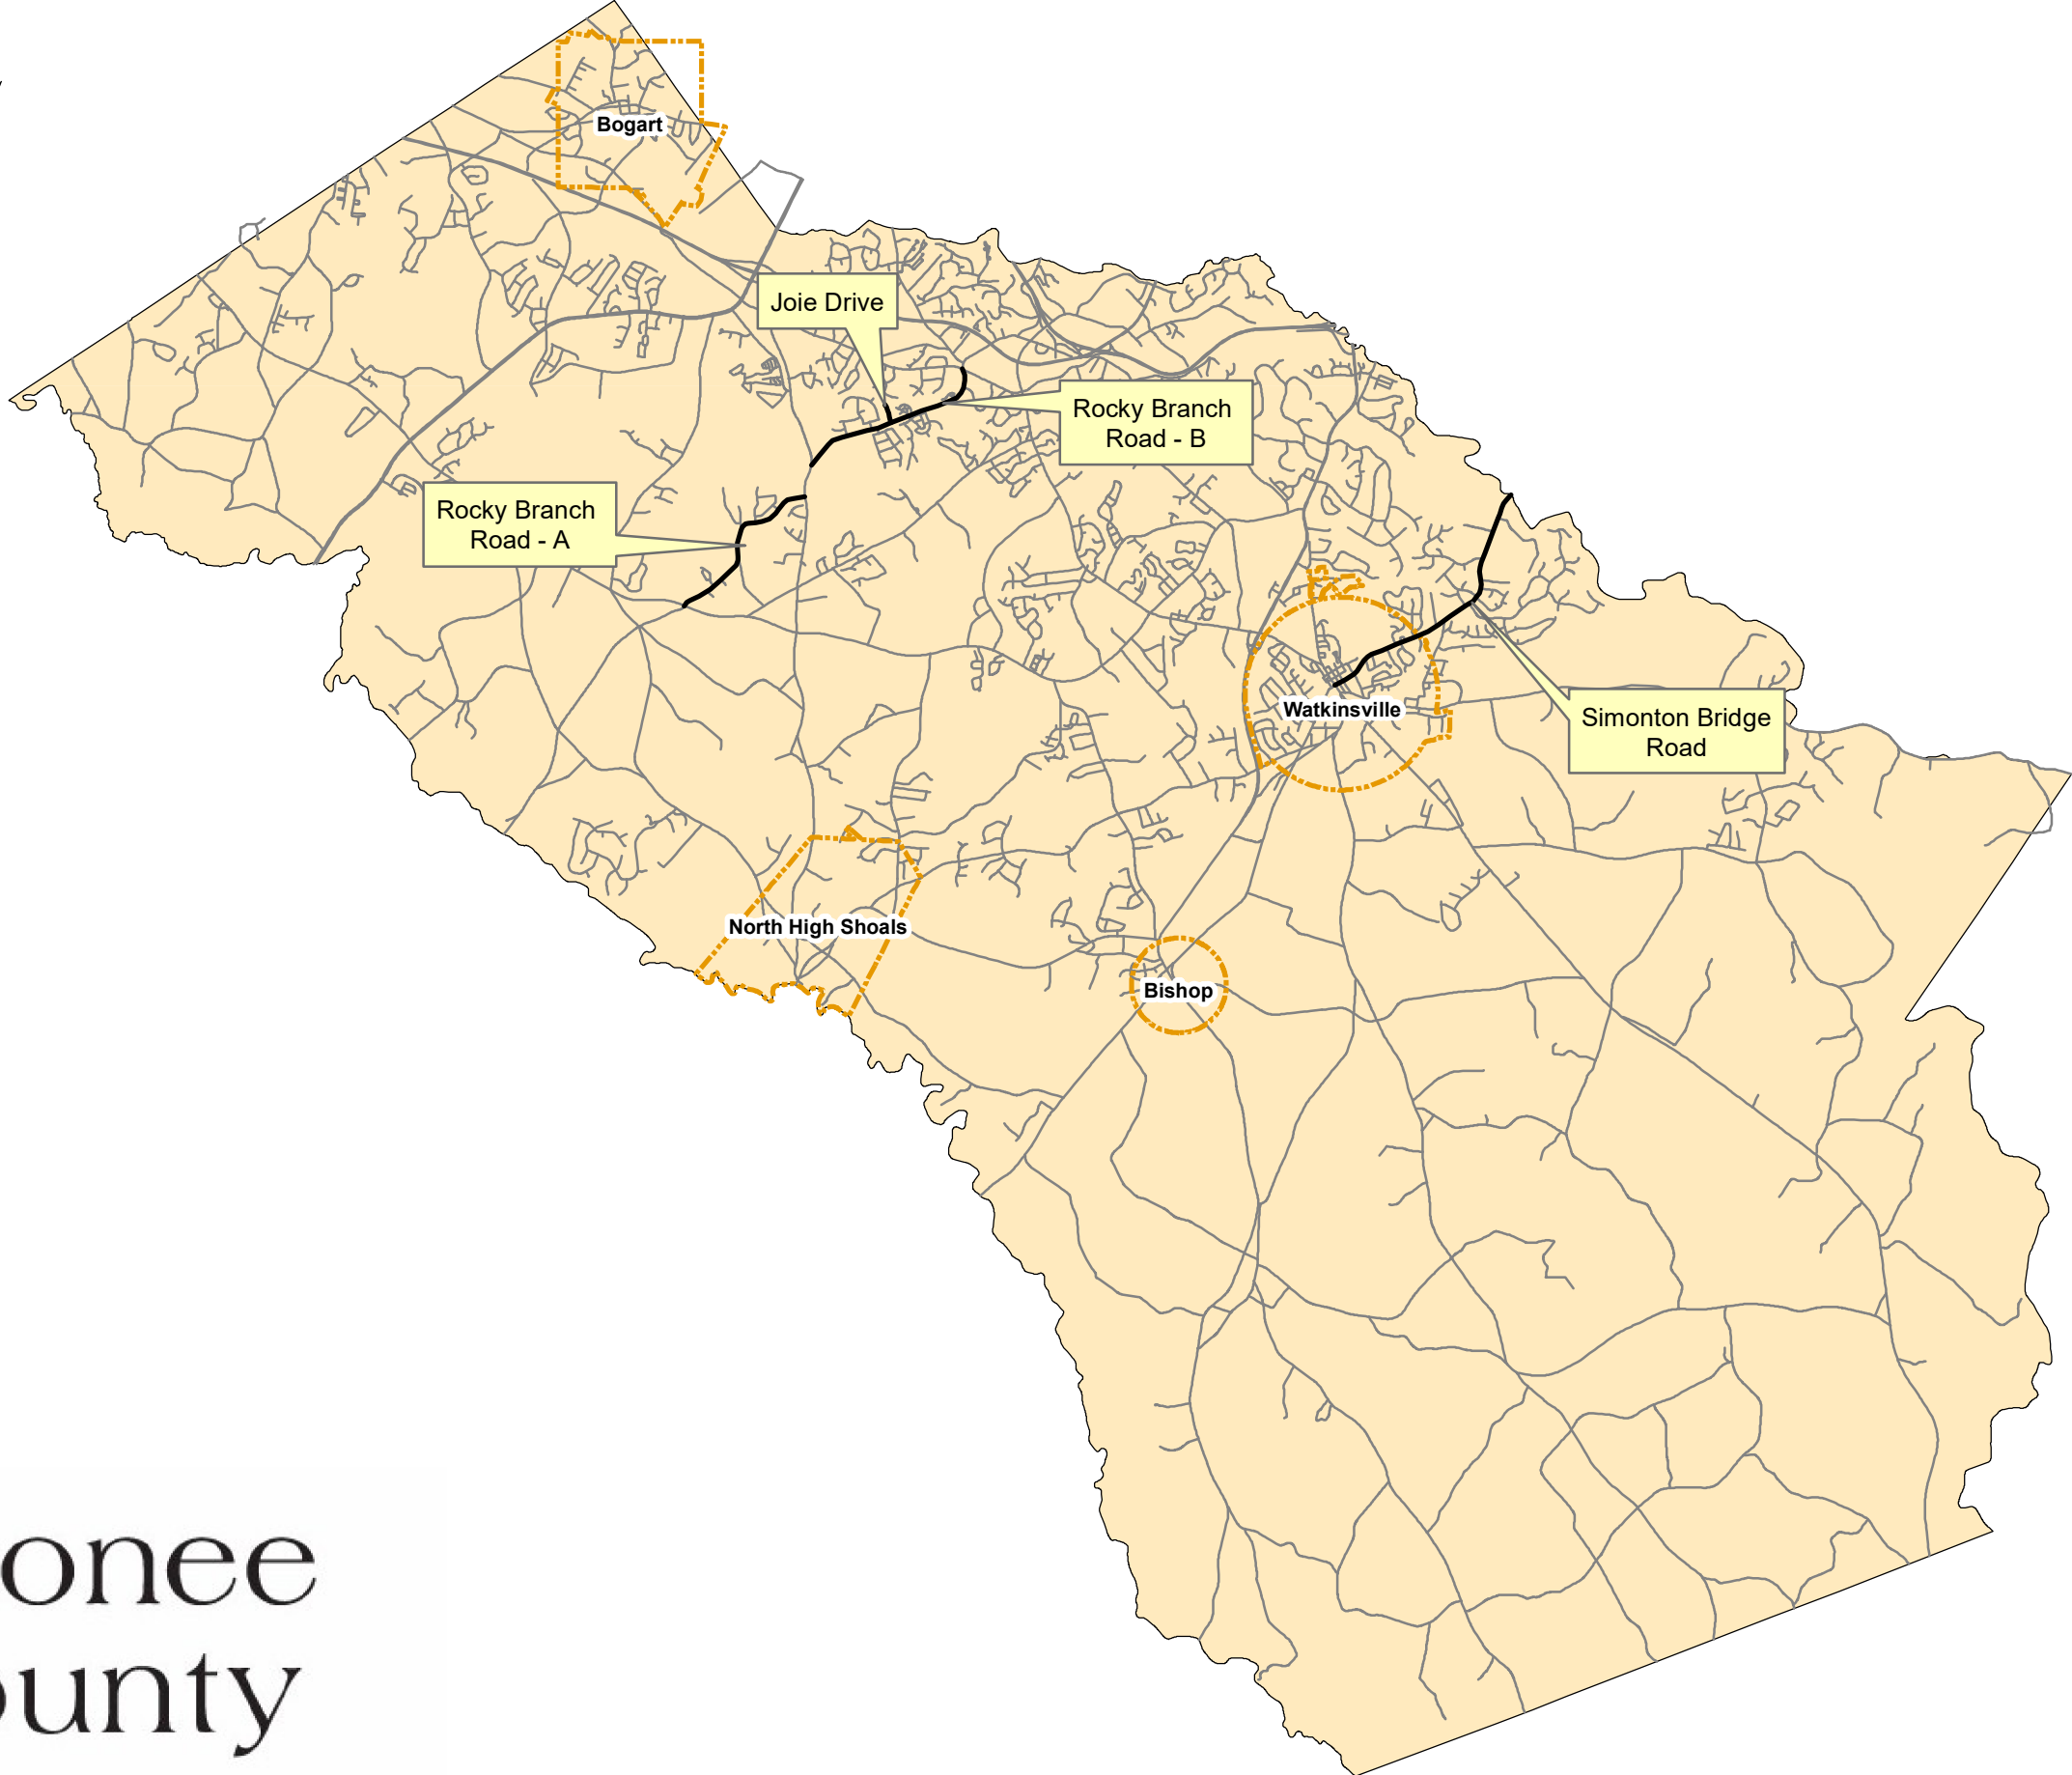 Bogart
Joie Drive
Rocky Branch
Road - B
Rocky Branch
Road - A
Simonton Bridge
Road
Watkinsville
North High Shoals
Bishop
onee
ounty